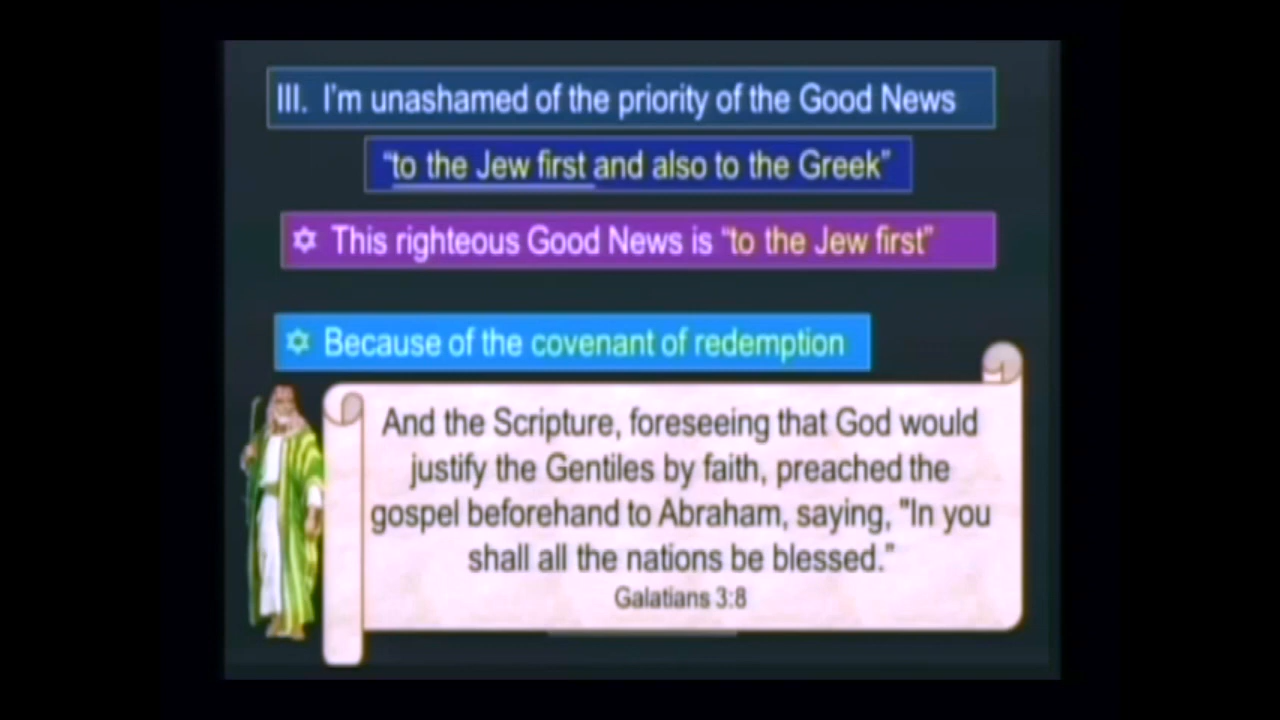 III. I'm unashamed of the priority of the Good News
“to the Jew first and also to the Greek”
✡ This righteous Good News is “to the Jew first”
✡ Because of the covenant of redemption
And the Scripture, foreseeing that God would
justify the Gentiles by faith, preached the
gospel beforehand to Abraham, saying, "In you
shall all the nations be blessed.”
Galatians 3:8